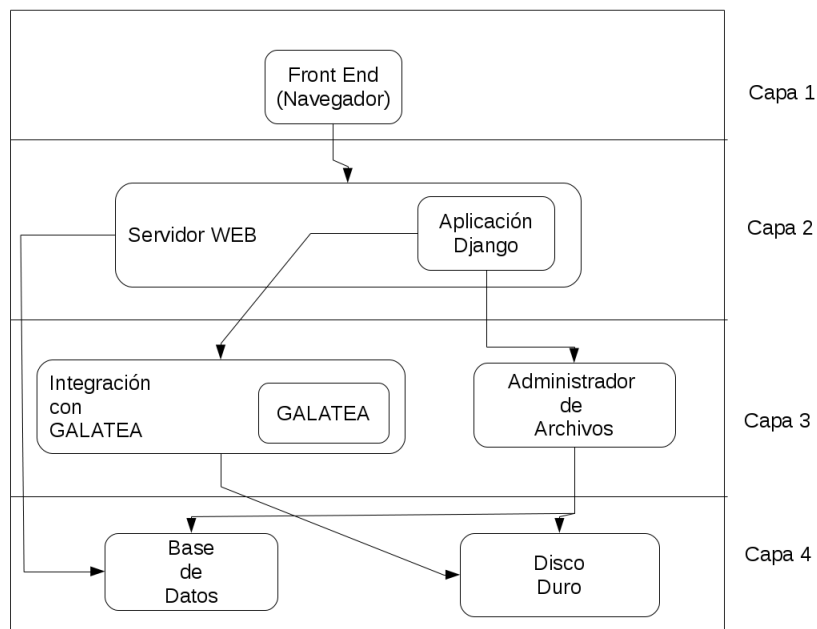 Front End
(Navegador)
Capa 1
Servidor WEB
Aplicación
Django
Capa 2
Integración
con
GALATEA
GALATEA
Administrador
de
Archivos
Capa 3
Base
de
Datos
Disco
Duro
Capa 4